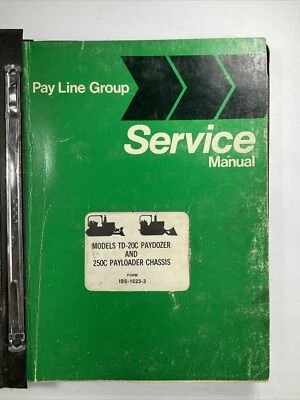 Pay Line Group
Service
Manual
MODELS TD-20C PAYDOZER
AND
250C PAYLOADER CHASSIS
FORM
ISS-1523-3